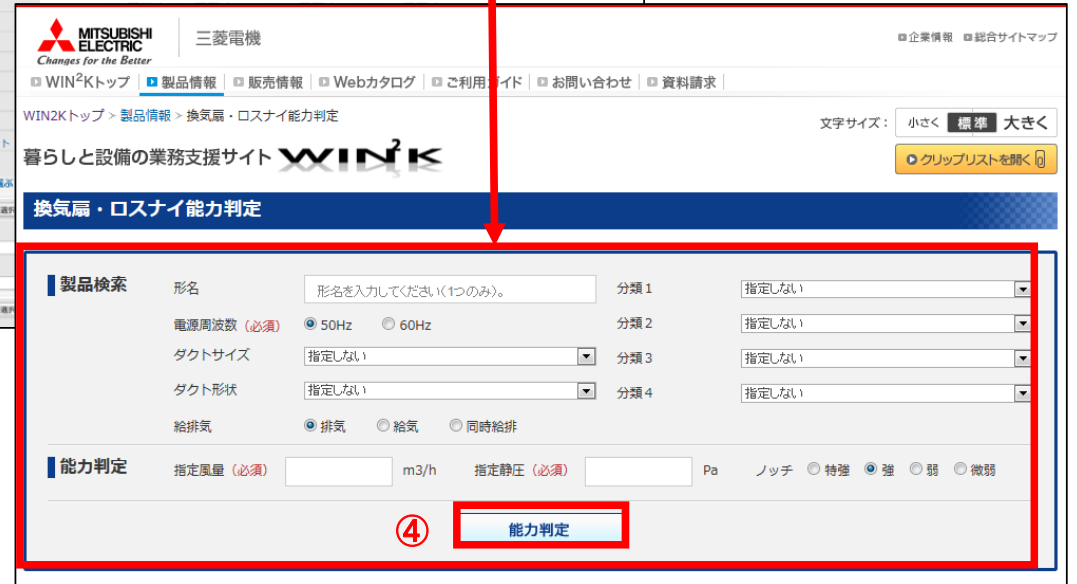 MITSUBISHI
ELECTRIC
Changes for the Better
三菱電機
企業情報 総合サイトマップ
WIN2Kトップ 製品情報 販売情報 Webカタログ ご利用ガイド お問い合わせ 資料請求
WIN2Kトップ > 製品情報 > 換気扇・ロスナイ能力判定
文字サイズ： 小さく 標準 大きく
暮らしと設備の業務支援サイト WIN2K
クリップリストを開く 0
換気扇・ロスナイ能力判定
製品検索 形名 形名を入力してください(1つのみ)。 分類1 指定しない
電源周波数 (必須) 50Hz 60Hz 分類2 指定しない
ダクトサイズ 指定しない 分類3 指定しない
ダクト形状 指定しない 分類4 指定しない
給排気 排気 給気 同時給排
能力判定 指定風量 (必須) m3/h 指定静圧 (必須) Pa ノッチ 特強 強 弱 微弱
④ 能力判定